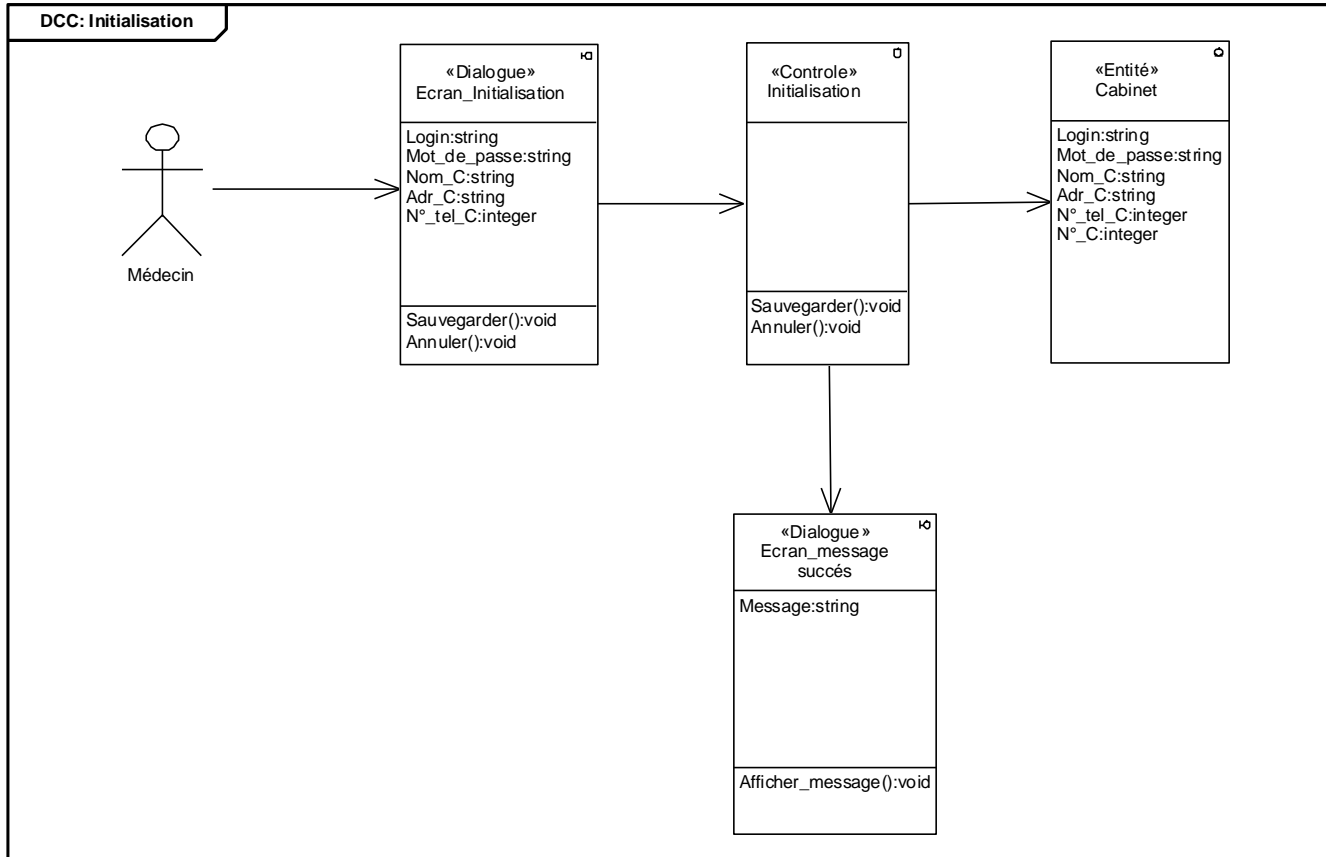 DCC: Initialisation
«Dialogue»
Ecran_Initialisation
Login:string
Mot_de_passe:string
Nom_C:string
Adr_C:string
N°_tel_C:integer
Sauvegarder():void
Annuler():void
«Controle»
Initialisation
Sauvegarder():void
Annuler():void
«Entité»
Cabinet
Login:string
Mot_de_passe:string
Nom_C:string
Adr_C:string
N°_tel_C:integer
N°_C:integer
Médecin
«Dialogue»
Ecran_message
succés
Message:string
Afficher_message():void